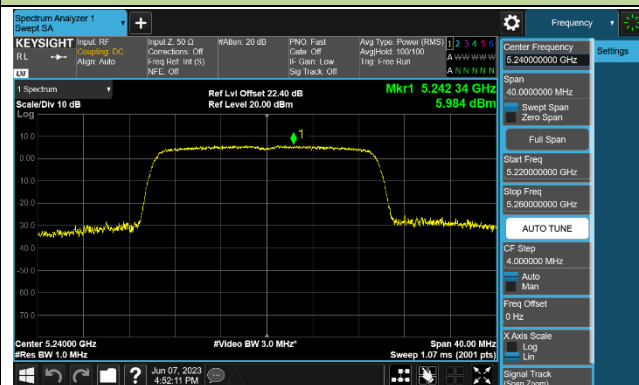 Spectrum Analyzer 1
Swept SA
+
Frequency
KEYSIGHT
RL
LXI
Input: RF
Coupling: DC
Align: Auto
Input Z: 50 Ω
Corrections: Off
Freq Ref: Int (S)
NFE: Off
#Atten: 20 dB
PNO: Fast
Gate: Off
IF Gain: Low
Sig Track: Off
Avg Type: Power (RMS)
Avg|Hold: 100/100
Trig: Free Run
1 2 3 4 5 6
A W W W W W
A N N N N N
1 Spectrum
Scale/Div 10 dB
Log
Ref Lvl Offset 22.40 dB
Ref Level 20.00 dBm
Mkr1 5.242 34 GHz
5.984 dBm
1
10.0
0.00
-10.0
-20.0
-30.0
-40.0
-50.0
-60.0
-70.0
Center 5.24000 GHz
#Res BW 1.0 MHz
#Video BW 3.0 MHz*
Span 40.00 MHz
Sweep 1.07 ms (2001 pts)
Jun 07, 2023
4:52:11 PM
Center Frequency
5.240000000 GHz
Settings
Span
40.0000000 MHz
Swept Span
Zero Span
Full Span
Start Freq
5.220000000 GHz
Stop Freq
5.260000000 GHz
AUTO TUNE
CF Step
4.000000 MHz
Auto
Man
Freq Offset
0 Hz
X Axis Scale
Log
Lin
Signal Track
(Span Zoom)